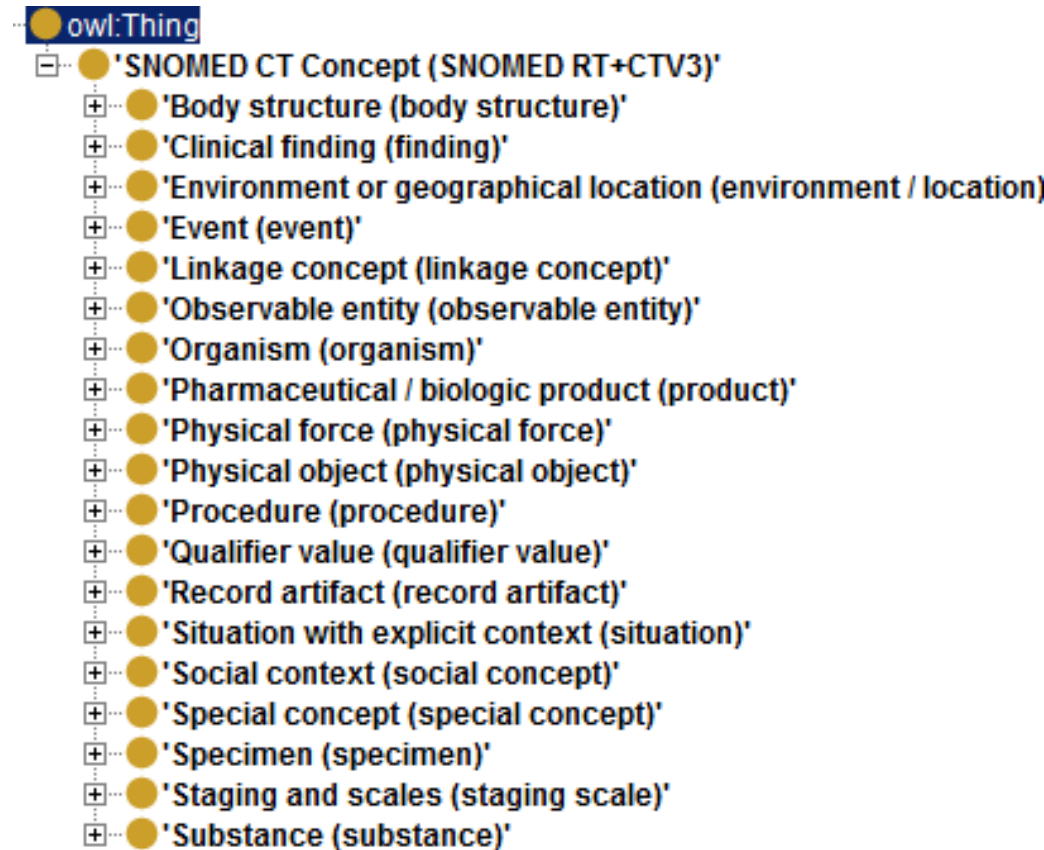 owl:Thing
'SNOMED CT Concept (SNOMED RT+CTV3)'
'Body structure (body structure)'
'Clinical finding (finding)'
'Environment or geographical location (environment / location)
'Event (event)'
'Linkage concept (linkage concept)'
'Observable entity (observable entity)'
'Organism (organism)'
'Pharmaceutical / biologic product (product)'
'Physical force (physical force)'
'Physical object (physical object)'
'Procedure (procedure)'
'Qualifier value (qualifier value)'
'Record artifact (record artifact)'
'Situation with explicit context (situation)'
'Social context (social concept)'
'Special concept (special concept)'
'Specimen (specimen)'
'Staging and scales (staging scale)'
'Substance (substance)'